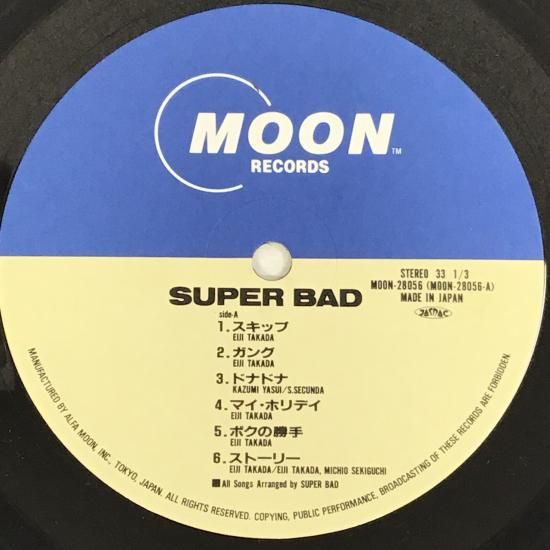 MOON™
RECORDS
STEREO 33 1/3
MOON-28056 (MOON-28056-A)
MADE IN JAPAN
JASRAC
SUPER BAD
side-A
1.スキップ
EIJI TAKADA
2.ガング
EIJI TAKADA
3.ドナドナ
KAZUMI YASUI/S.SECUNDA
4.マイ・ホリデイ
EIJI TAKADA
5.ボクの勝手
EIJI TAKADA
6.ストーリー
EIJI TAKADA/EIJI TAKADA, MICHIO SEKIGUCHI
■All Songs Arranged by SUPER BAD
MANUFACTURED BY ALFA MOON, INC., TOKYO, JAPAN. ALL RIGHTS RESERVED. COPYING, PUBLIC PERFORMANCE, BROADCASTING OF THESE RECORDS ARE FORBIDDEN.